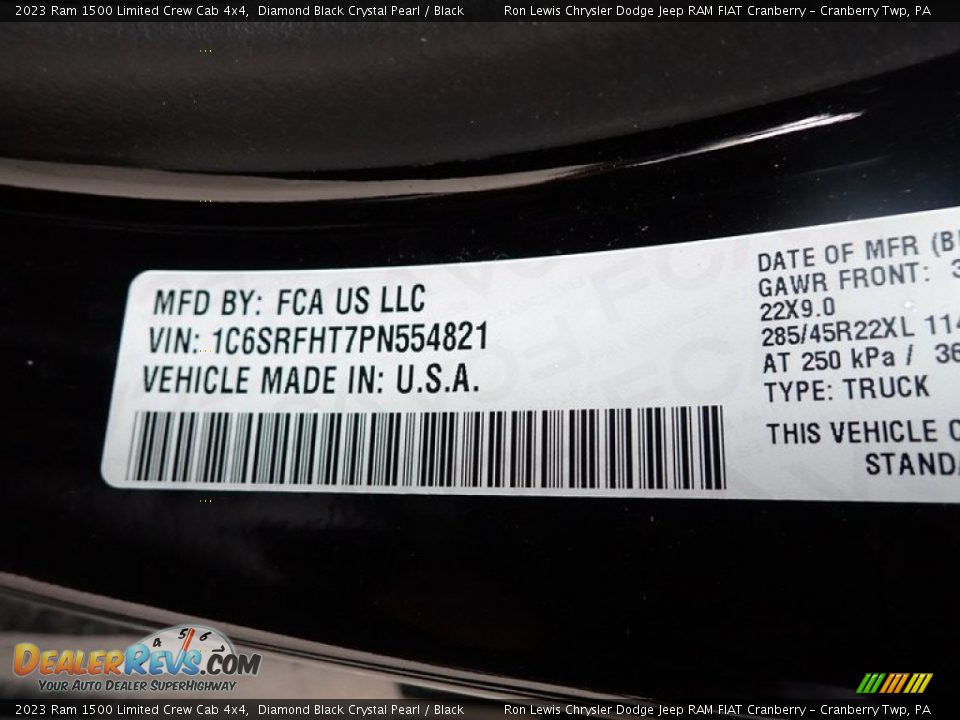 2023 Ram 1500 Limited Crew Cab 4x4, Diamond Black Crystal Pearl / Black Ron Lewis Chrysler Dodge Jeep RAM FIAT Cranberry – Cranberry Twp, PA
MFD BY: FCA US LLC
VIN: 1C6SRFHT7PN554821
VEHICLE MADE IN: U.S.A.
DATE OF MFR
GAWR FRONT:
22X9.0
285/45R22XL
AT 250 kPa /
TYPE: TRUCK
THIS VEHICLE
DEALERREVS.COM
YOUR AUTO DEALER SUPERHIGHWAY
2023 Ram 1500 Limited Crew Cab 4x4, Diamond Black Crystal Pearl / Black Ron Lewis Chrysler Dodge Jeep RAM FIAT Cranberry – Cranberry Twp, PA